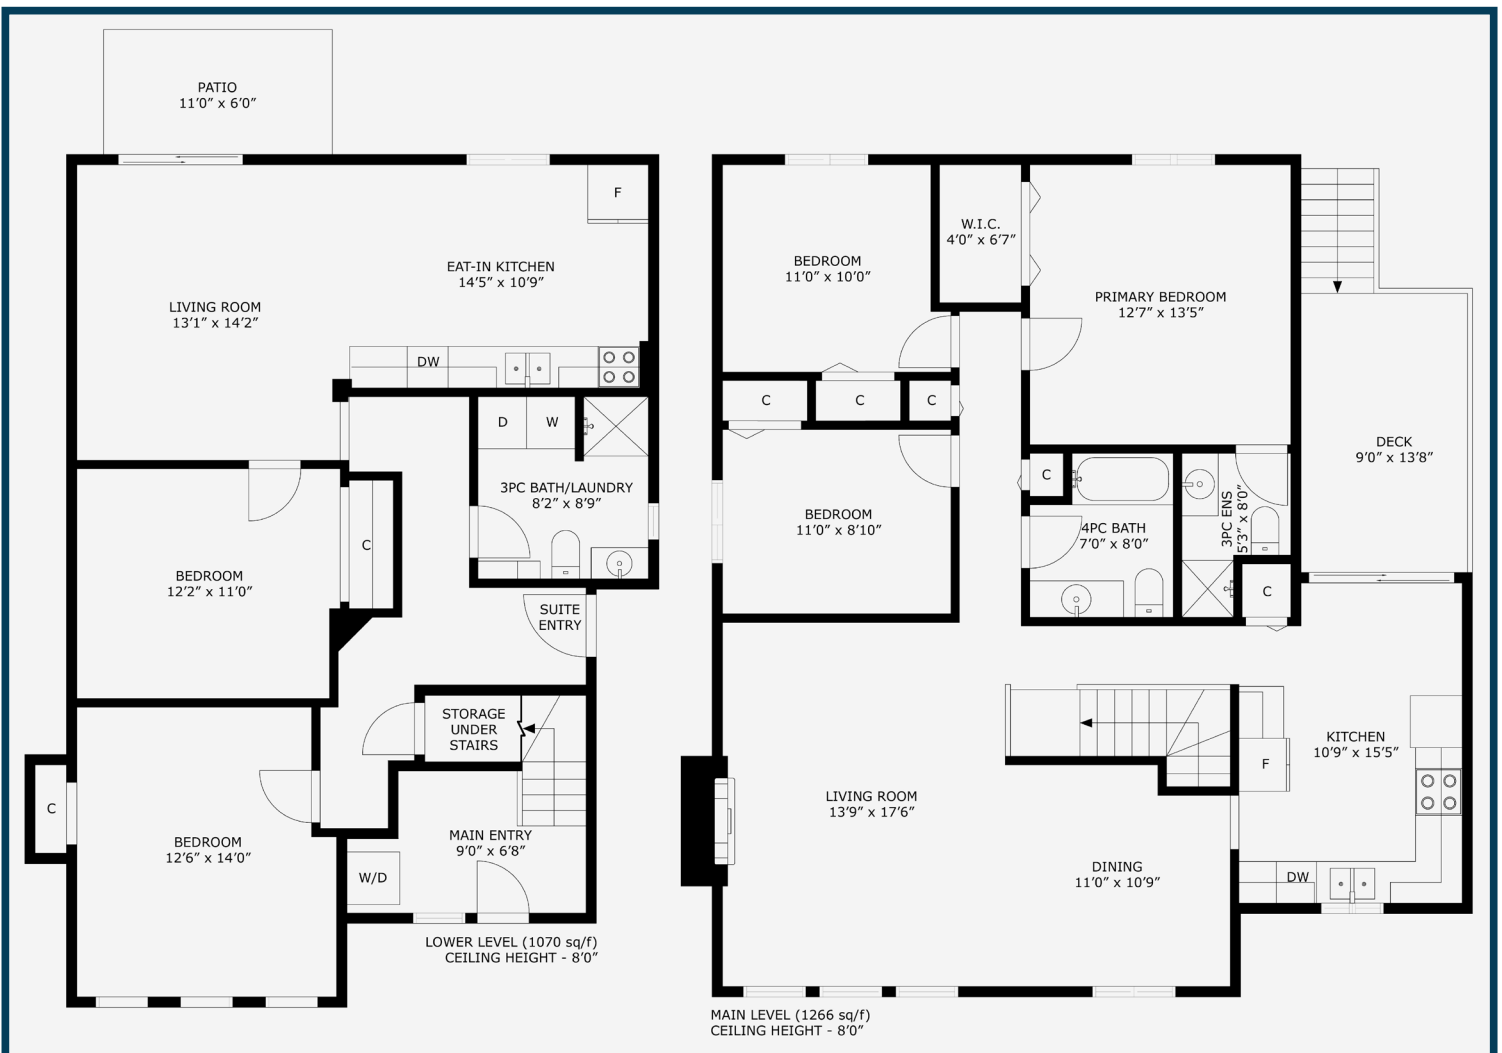 PATIO
11'0" x 6'0"
F
EAT-IN KITCHEN
14'5" x 10'9"
LIVING ROOM
13'1" x 14'2"
DW
D
W
3PC BATH/LAUNDRY
8'2" x 8'9"
C
BEDROOM
12'2" x 11'0"
SUITE
ENTRY
STORAGE
UNDER
STAIRS
C
BEDROOM
12'6" x 14'0"
MAIN ENTRY
9'0" x 6'8"
W/D
LOWER LEVEL (1070 sq/f)
CEILING HEIGHT - 8'0"
BEDROOM
11'0" x 10'0"
W.I.C.
4'0" x 6'7"
PRIMARY BEDROOM
12'7" x 13'5"
C
C
C
DECK
9'0" x 13'8"
C
BEDROOM
11'0" x 8'10"
4PC BATH
7'0" x 8'0"
3PC ENS
5'3" x 8'0"
C
KITCHEN
10'9" x 15'5"
F
LIVING ROOM
13'9" x 17'6"
DINING
11'0" x 10'9"
DW
MAIN LEVEL (1266 sq/f)
CEILING HEIGHT - 8'0"